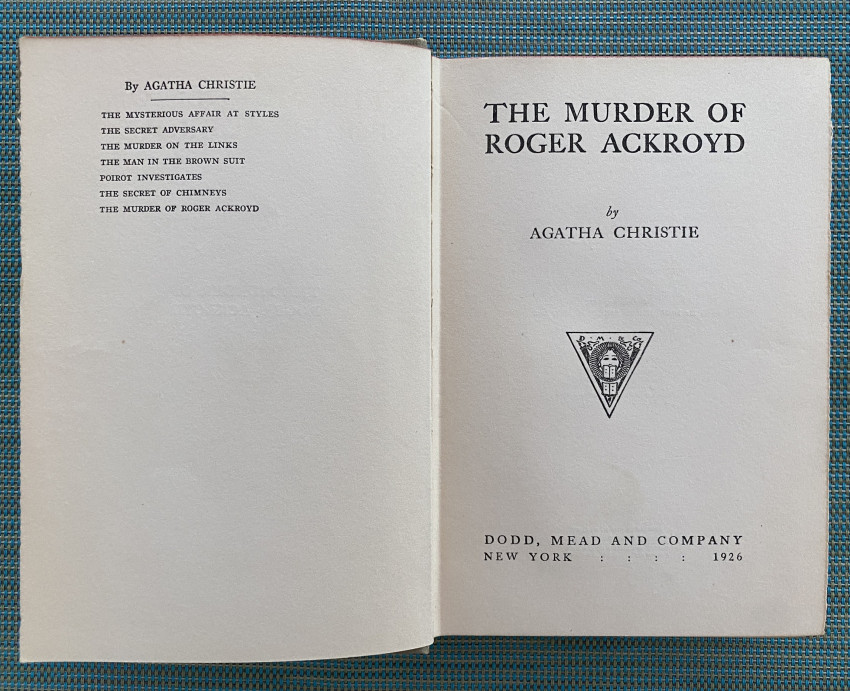 By AGATHA CHRISTIE
THE MYSTERIOUS AFFAIR AT STYLES
THE SECRET ADVERSARY
THE MURDER ON THE LINKS
THE MAN IN THE BROWN SUIT
POIROT INVESTIGATES
THE SECRET OF CHIMNEYS
THE MURDER OF ROGER ACKROYD
THE MURDER OF
ROGER ACKROYD
by
AGATHA CHRISTIE
D·M·&Co
DODD, MEAD AND COMPANY
NEW YORK : : : : 1926